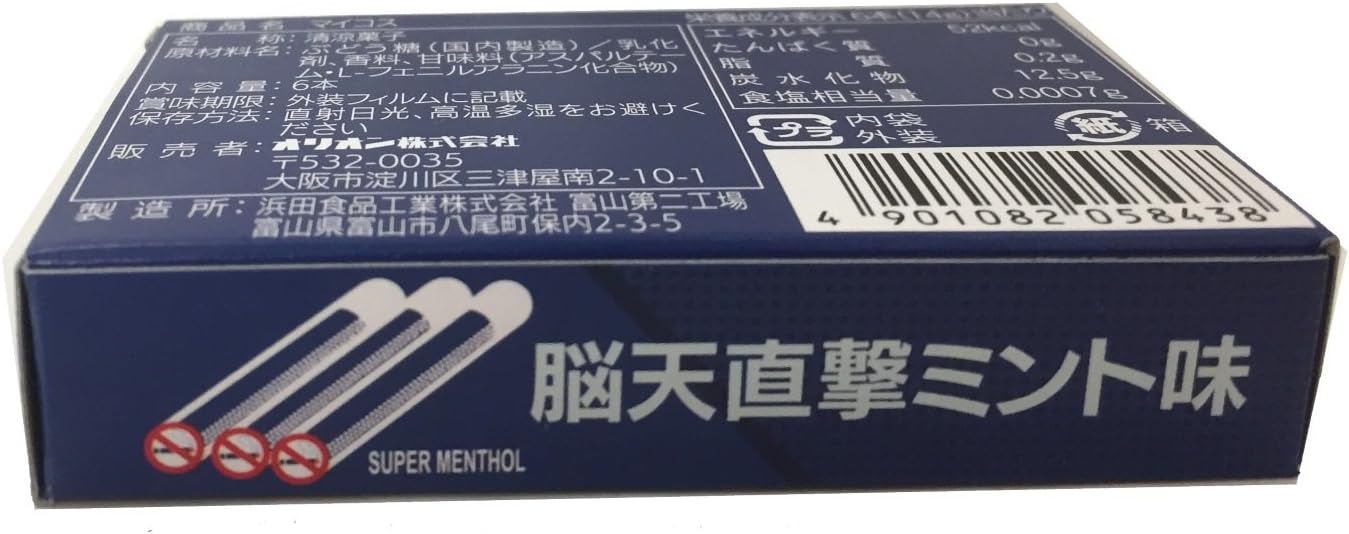 商品名：マイコス
名称：清涼菓子
原材料名：ぶどう糖(国内製造)／乳化
剤、香料、甘味料(アスパルテー
ム・L-フェニルアラニン化合物)
内容量：6本
賞味期限：外装フィルムに記載
保存方法：直射日光、高温多湿をお避けく
ださい
販売者：オリオン株式会社
〒532-0035
大阪市淀川区三津屋南2-10-1
製造所：浜田食品工業株式会社 富山第二工場
富山県富山市八尾町保内2-3-5
栄養成分表示 6本(14g)
エネルギー 52kcal
たんぱく質 0g
脂質 0.2g
炭水化物 12.5g
食塩相当量 0.0007g
プラ 内袋
外装
紙 箱
4 901082 058438
脳天直撃ミント味
SUPER MENTHOL